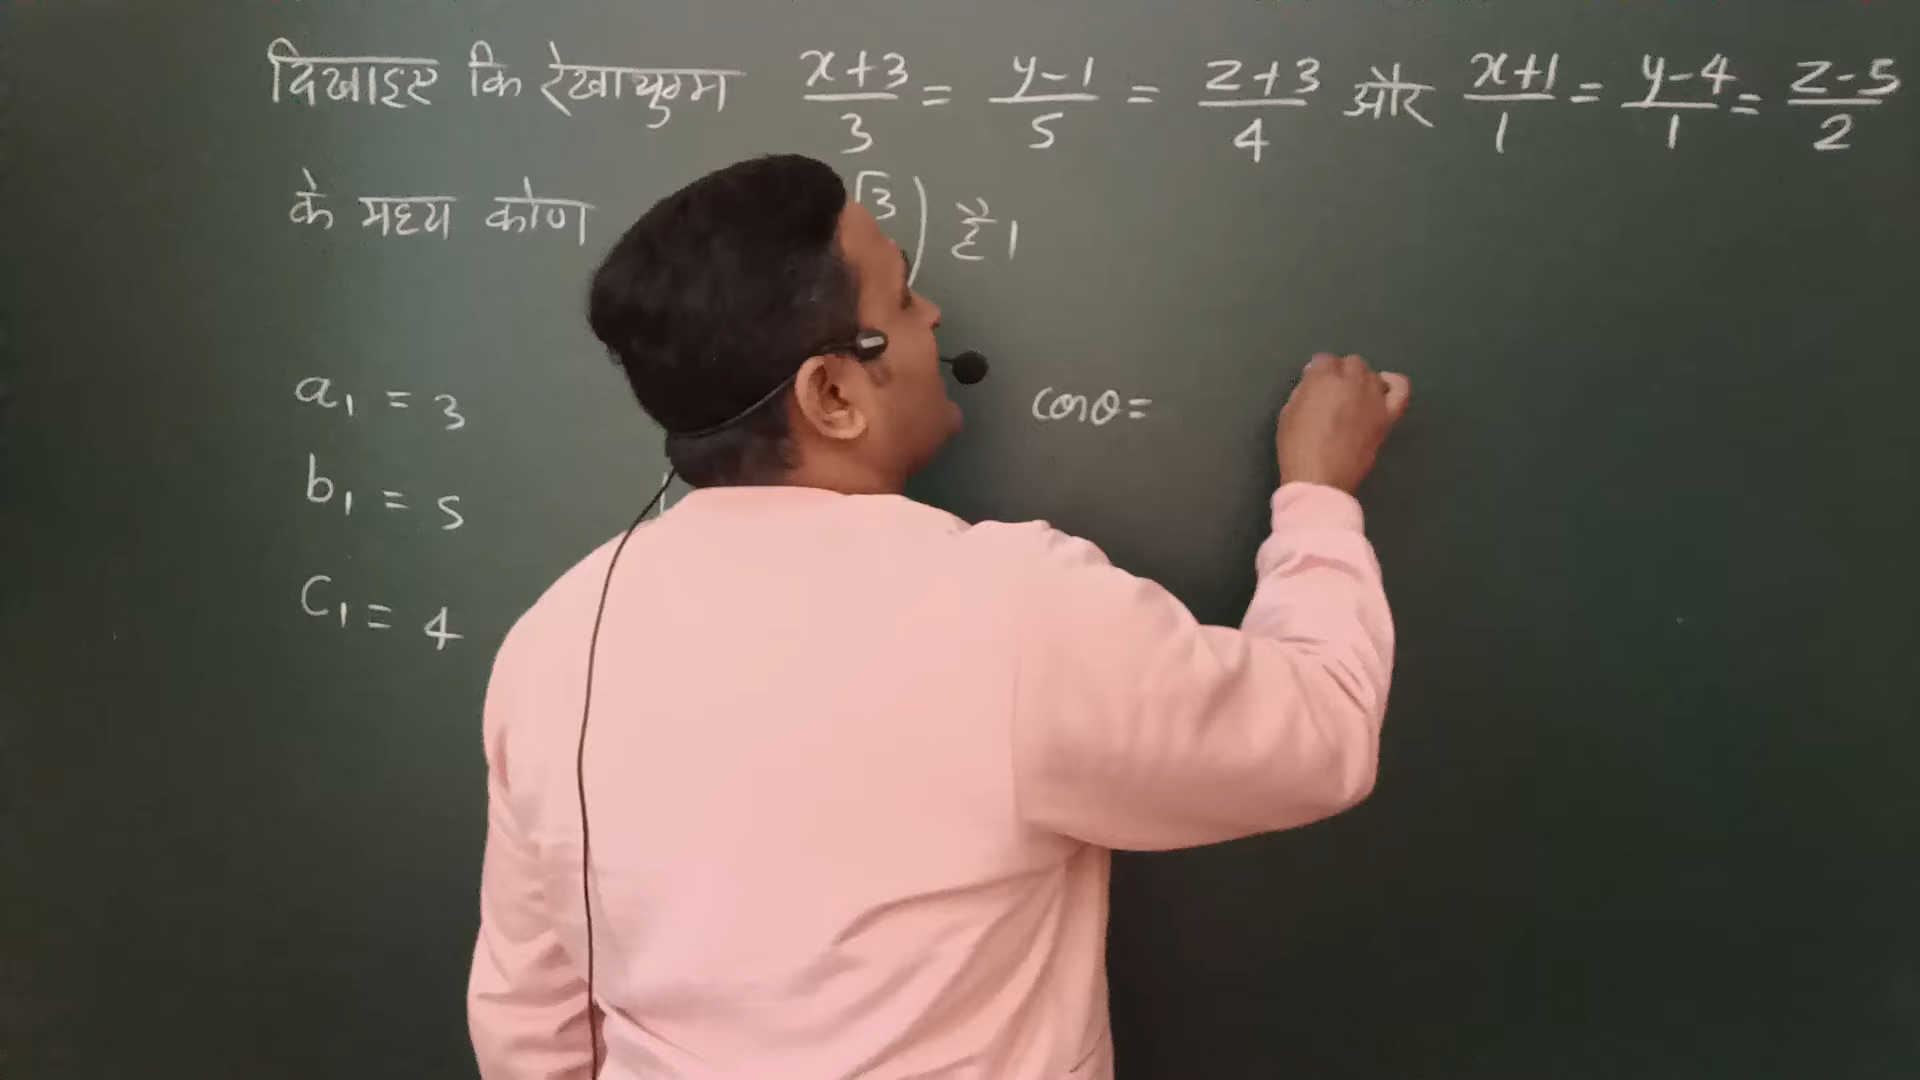 दिखाइए कि रेखायुग्म x+3/3 = y-1/5 = z+3/4 और x+1/1 = y-4/1 = z-5/2
के मध्य कोण √3 ) है।
a₁ = 3
cosθ=
b₁ = 5
c₁ = 4